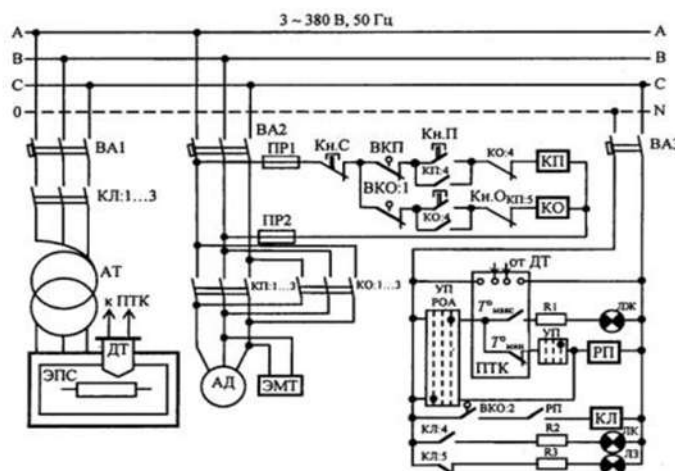 3 ~ 380 В, 50 Гц
А А
В В
С С
0 N
ВА1
ВА2
ВА3
ПР1
Кн.С
ВКП
Кн.П
КП:4
КО:4
КП
КЛ:1…3
ВКО:1
Кн.О
КО:4
КП:5
КО
ПР2
АТ
к ПТК
ДТ
ЭПС
КП:1…3
КО:1…3
АД
ЭМТ
от ДТ
УП
РОА
Т°макс
R1
ЛЖ
Т°мин
УП
РП
ПТК
ВКО:2
РП
КЛ
КЛ:4
R2
ЛК
КЛ:5
R3
ЛЗ